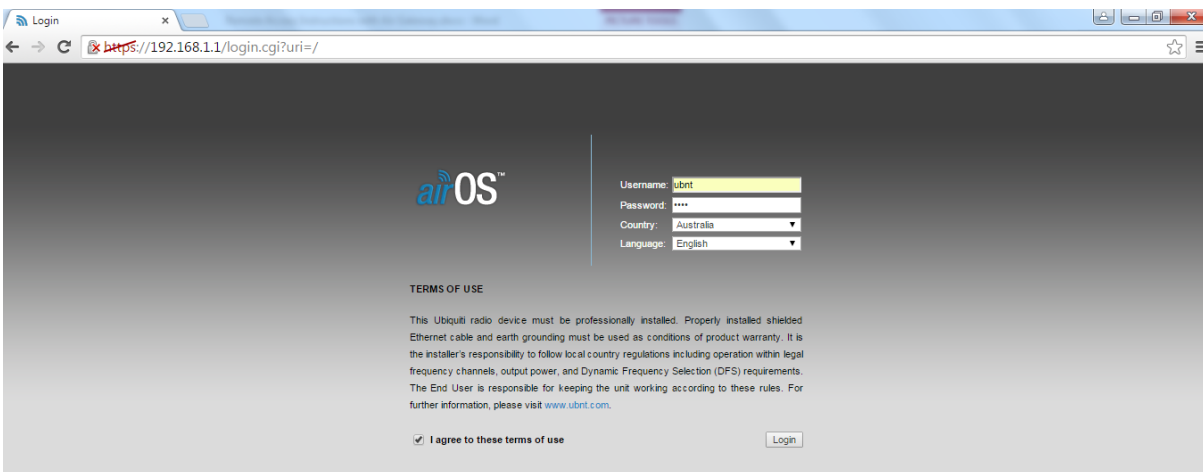 Login
https://192.168.1.1/login.cgi?uri=/
airOS™
Username: ubnt
Password: ••••
Country: Australia
Language: English
TERMS OF USE
This Ubiquiti radio device must be professionally installed. Properly installed shielded
Ethernet cable and earth grounding must be used as conditions of product warranty. It is
the installer's responsibility to follow local country regulations including operation within legal
frequency channels, output power, and Dynamic Frequency Selection (DFS) requirements.
The End User is responsible for keeping the unit working according to these rules. For
further information, please visit www.ubnt.com.
I agree to these terms of use
Login